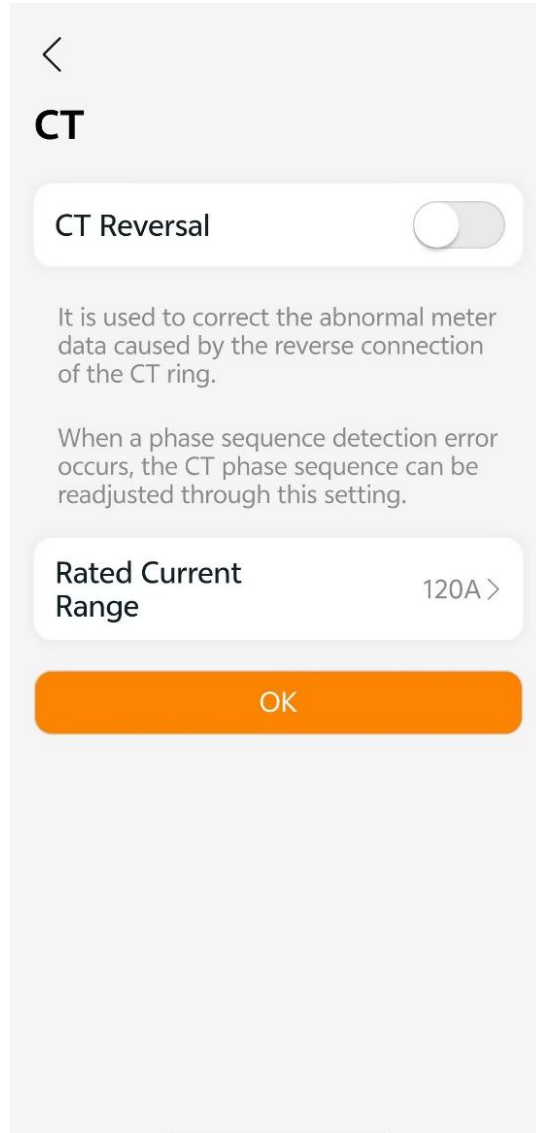 CT
CT Reversal
It is used to correct the abnormal meter
data caused by the reverse connection
of the CT ring.
When a phase sequence detection error
occurs, the CT phase sequence can be
readjusted through this setting.
Rated Current
Range
120A
OK